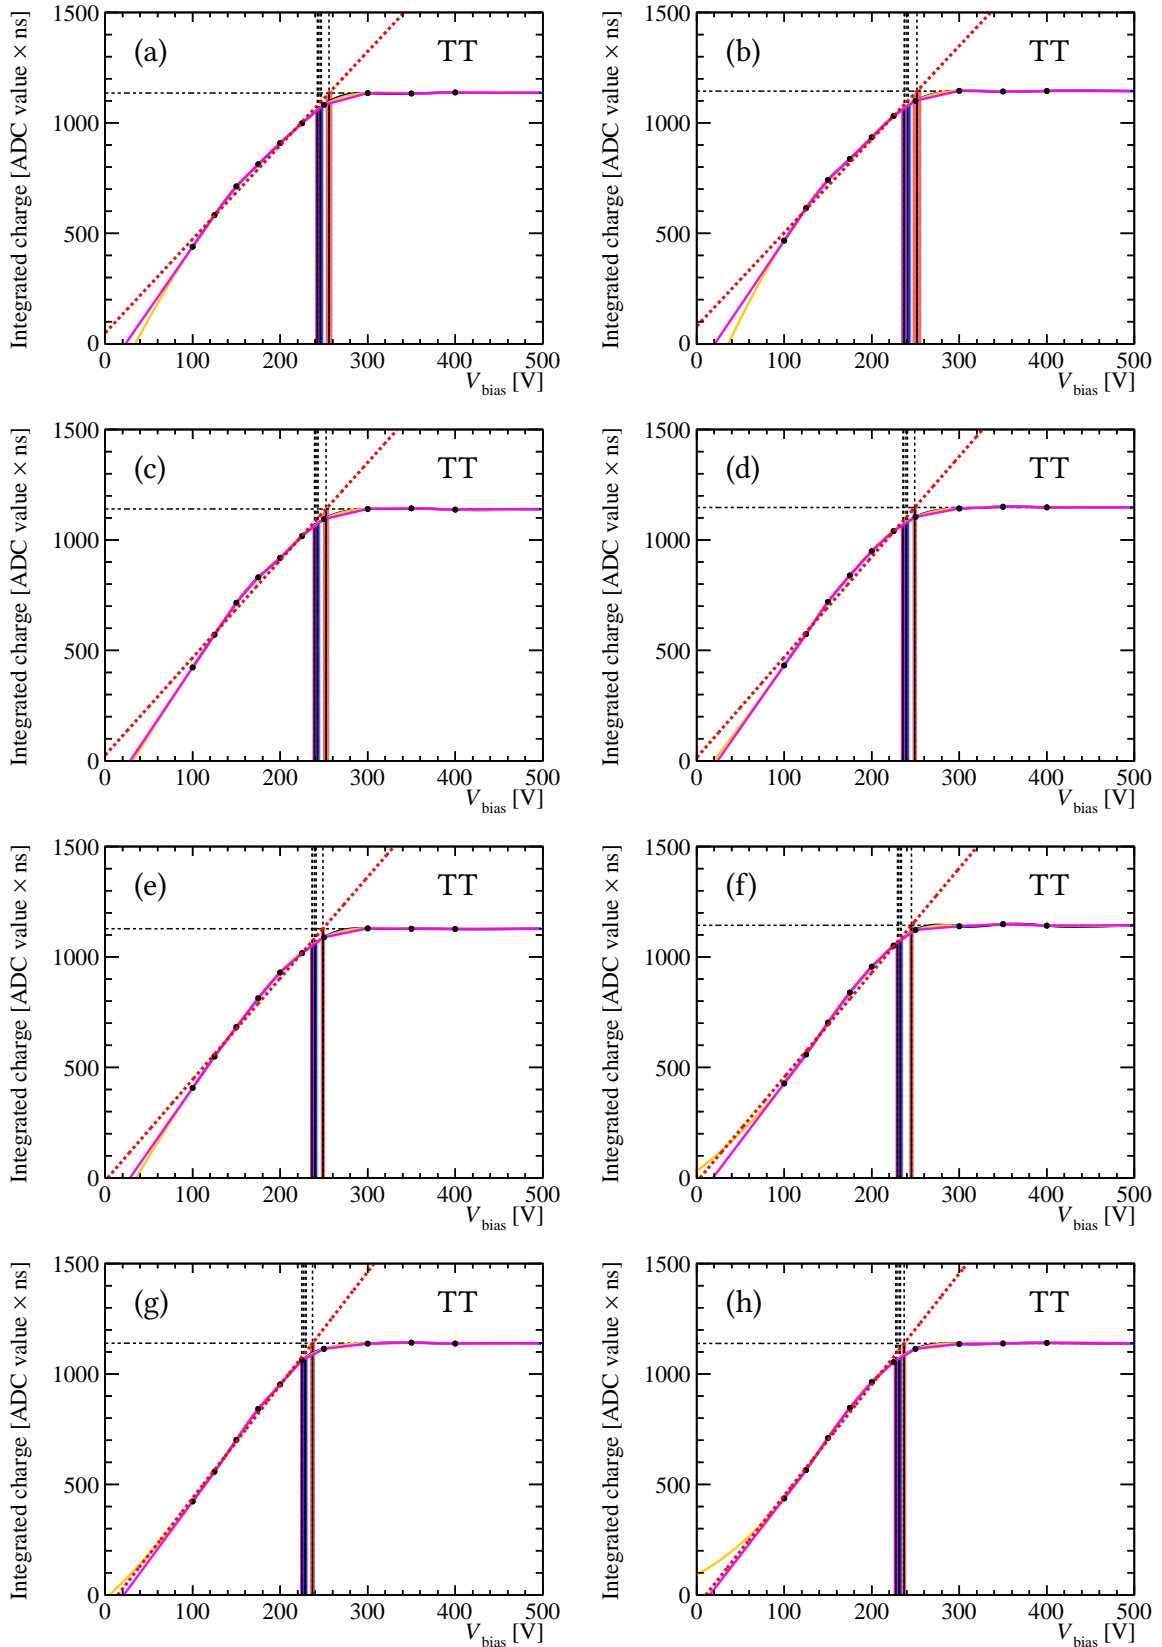 Integrated charge [ADC value × ns]
1500
1000
500
0
(a)
TT
0 100 200 300 400 500
V_bias [V]
Integrated charge [ADC value × ns]
1500
1000
500
0
(b)
TT
0 100 200 300 400 500
V_bias [V]
Integrated charge [ADC value × ns]
1500
1000
500
0
(c)
TT
0 100 200 300 400 500
V_bias [V]
Integrated charge [ADC value × ns]
1500
1000
500
0
(d)
TT
0 100 200 300 400 500
V_bias [V]
Integrated charge [ADC value × ns]
1500
1000
500
0
(e)
TT
0 100 200 300 400 500
V_bias [V]
Integrated charge [ADC value × ns]
1500
1000
500
0
(f)
TT
0 100 200 300 400 500
V_bias [V]
Integrated charge [ADC value × ns]
1500
1000
500
0
(g)
TT
0 100 200 300 400 500
V_bias [V]
Integrated charge [ADC value × ns]
1500
1000
500
0
(h)
TT
0 100 200 300 400 500
V_bias [V]